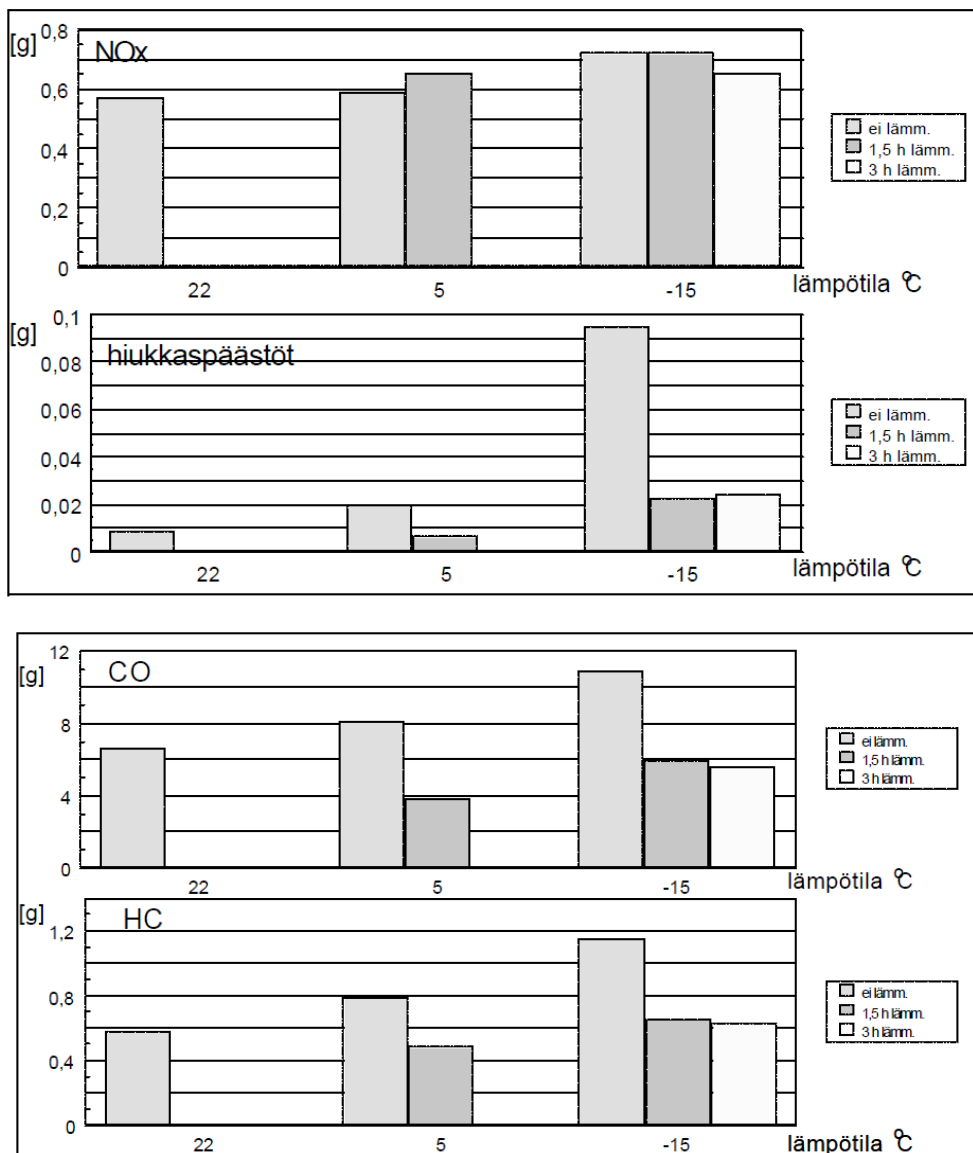 [g]
0,8
NOx
0,6
0,4
0,2
0
22 5 -15 lämpötila °C
ei lämm.
1,5 h lämm.
3 h lämm.
[g]
0,1
hiukkaspäästöt
0,08
0,06
0,04
0,02
0
22 5 -15 lämpötila °C
ei lämm.
1,5 h lämm.
3 h lämm.
[g]
12
CO
8
4
0
22 5 -15 lämpötila °C
ei lämm.
1,5 h lämm.
3 h lämm.
[g]
HC
1,2
0,8
0,4
0
22 5 -15 lämpötila °C
ei lämm.
1,5 h lämm.
3 h lämm.